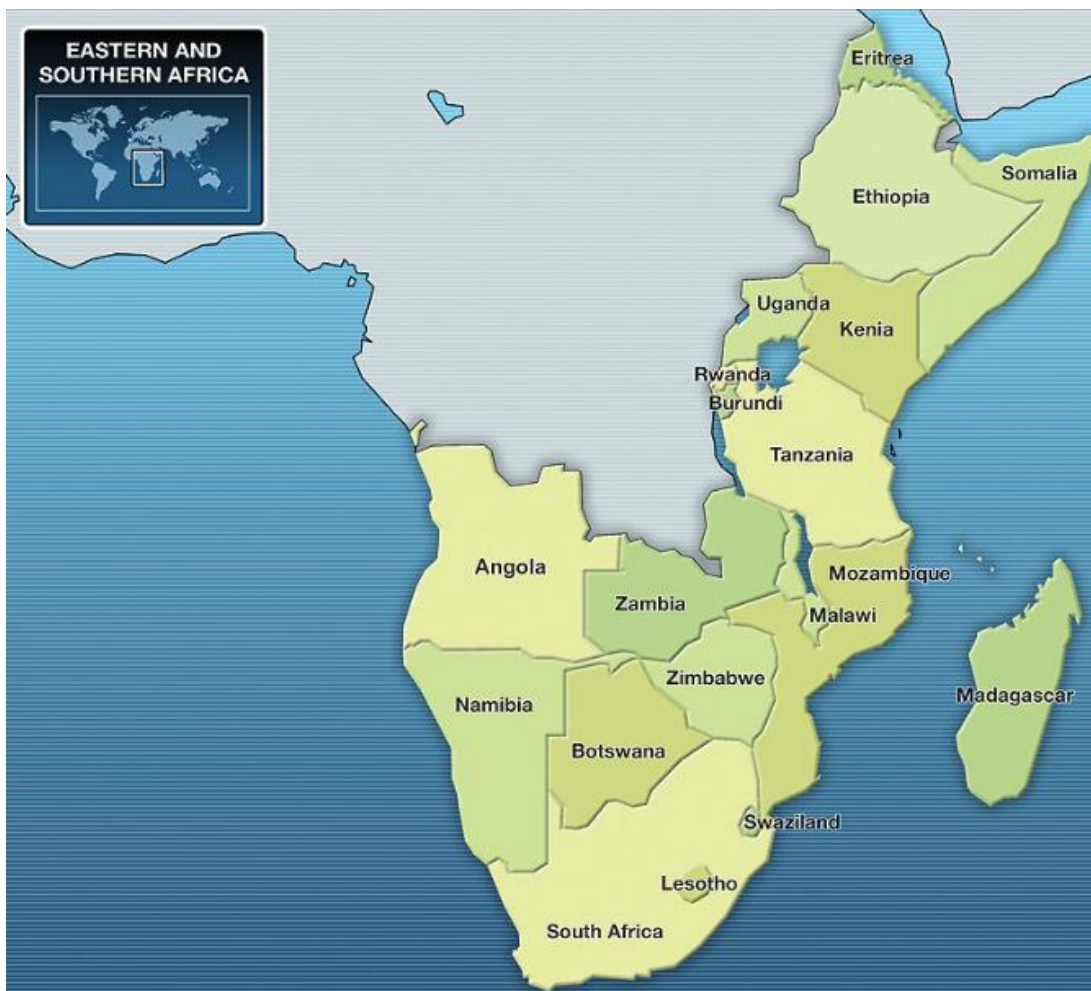 EASTERN AND
SOUTHERN AFRICA
Eritrea
Somalia
Ethiopia
Uganda
Kenia
Rwanda
Burundi
Tanzania
Angola
Mozambique
Zambia
Malawi
Zimbabwe
Madagascar
Namibia
Botswana
Swaziland
Lesotho
South Africa